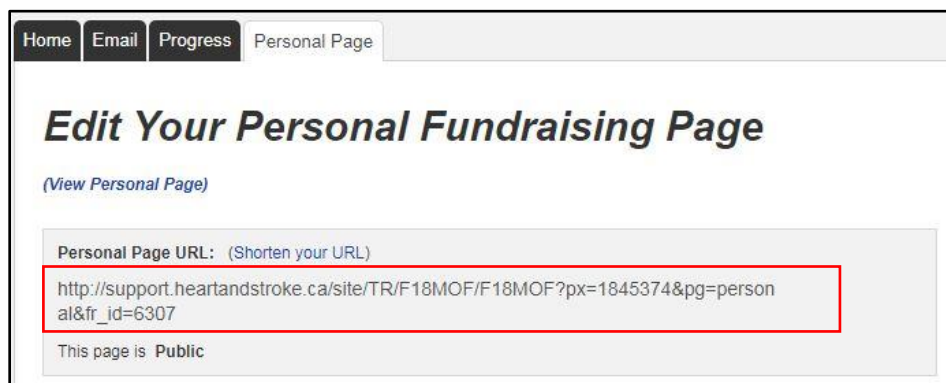 Home Email Progress Personal Page
Edit Your Personal Fundraising Page
(View Personal Page)
Personal Page URL: (Shorten your URL)
http://support.heartandstroke.ca/site/TR/F18MOF/F18MOF?px=1845374&pg=person
al&fr_id=6307
This page is Public